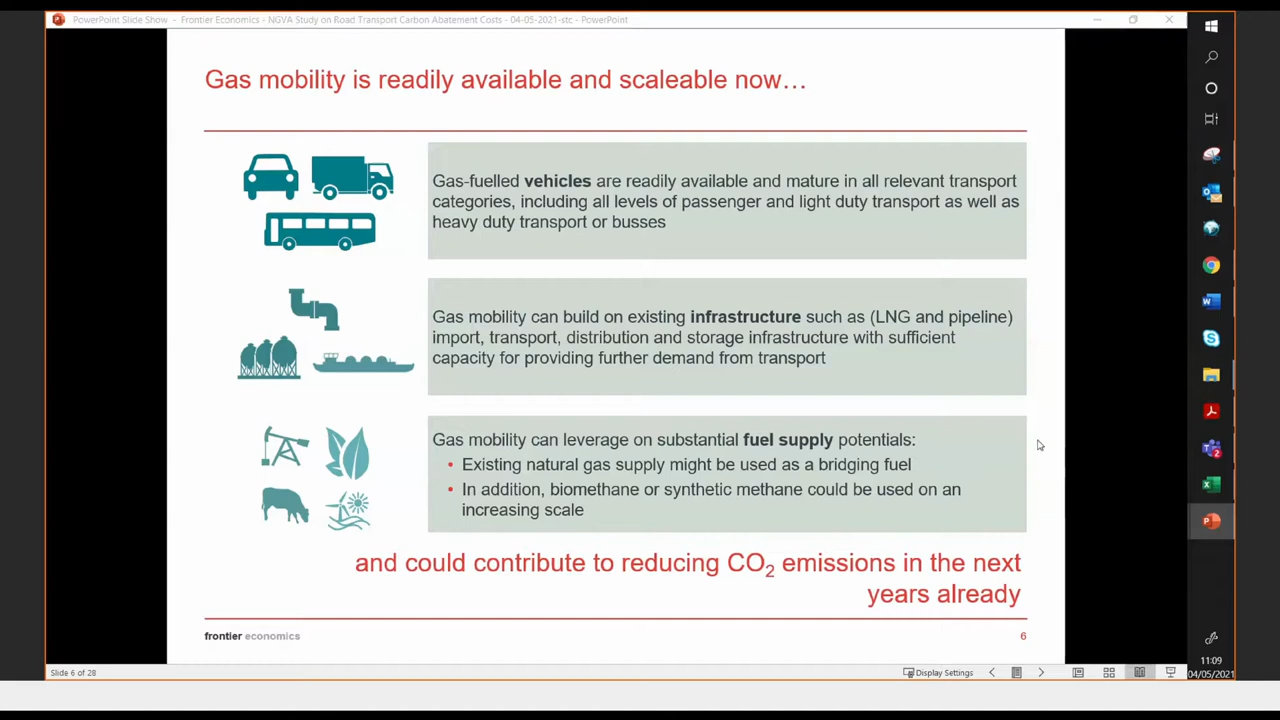 PowerPoint Slide Show - Frontier Economics - NGVA Study on Road Transport Carbon Abatement Costs - 04-05-2021-stc - PowerPoint
Gas mobility is readily available and scaleable now…
Gas-fuelled vehicles are readily available and mature in all relevant transport
categories, including all levels of passenger and light duty transport as well as
heavy duty transport or busses
Gas mobility can build on existing infrastructure such as (LNG and pipeline)
import, transport, distribution and storage infrastructure with sufficient
capacity for providing further demand from transport
Gas mobility can leverage on substantial fuel supply potentials:
• Existing natural gas supply might be used as a bridging fuel
• In addition, biomethane or synthetic methane could be used on an
increasing scale
and could contribute to reducing CO₂ emissions in the next
years already
frontier economics
6
Slide 6 of 28
Display Settings
11:09
04/05/2021